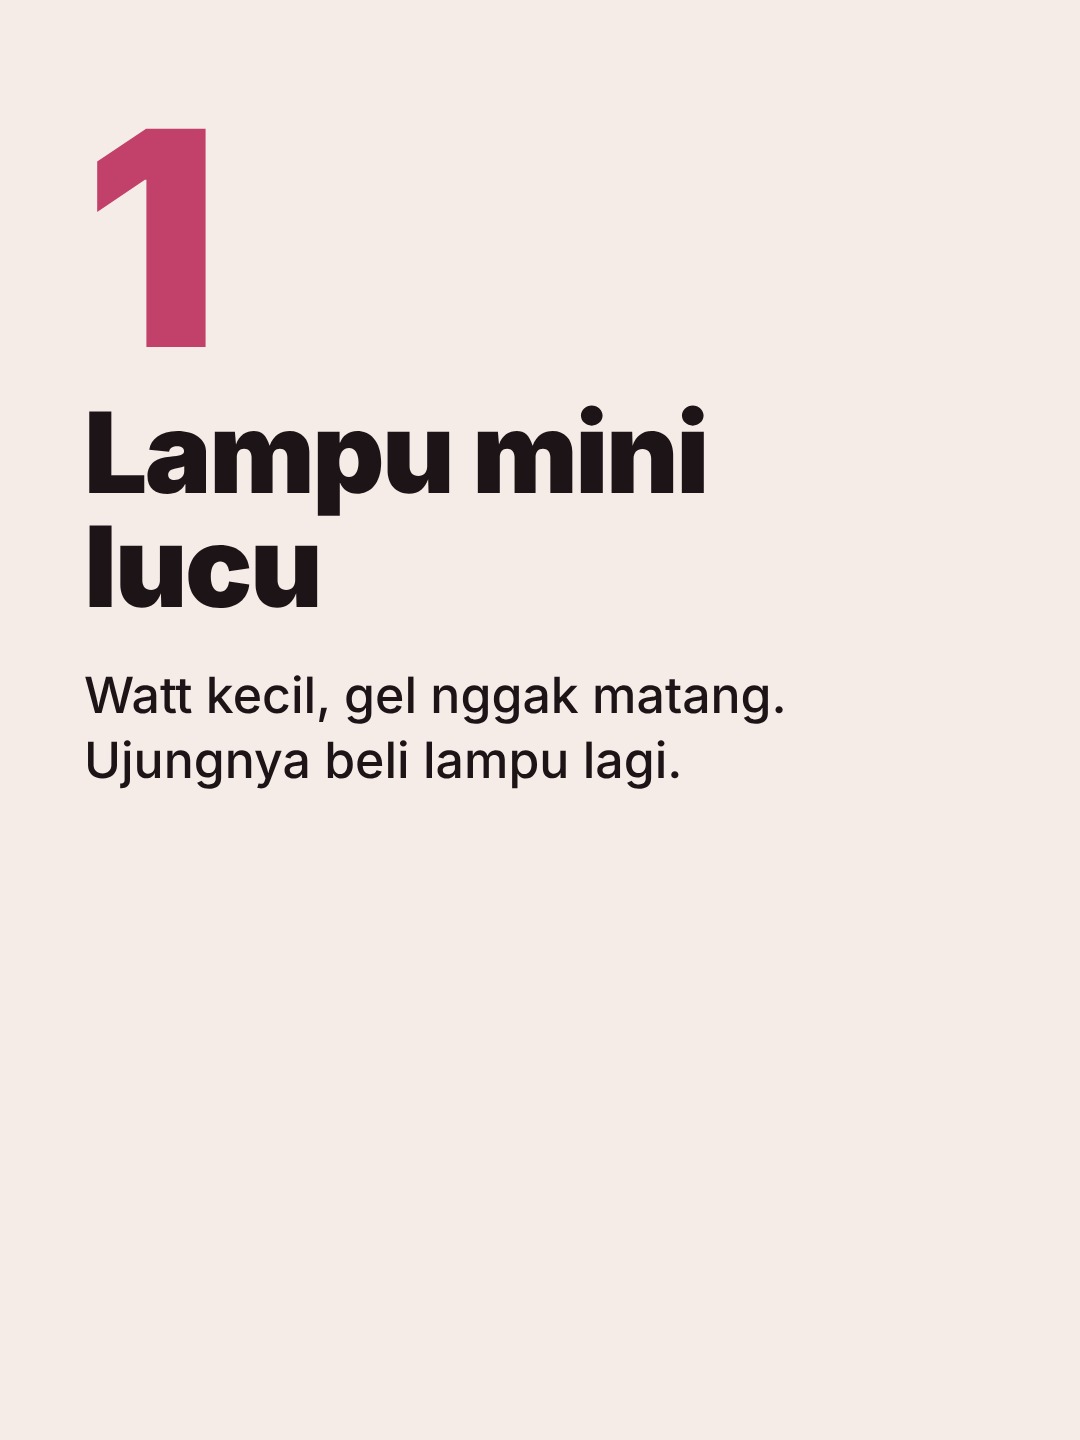 1
Lampu mini
lucu
Watt kecil, gel nggak matang.
Ujungnya beli lampu lagi.